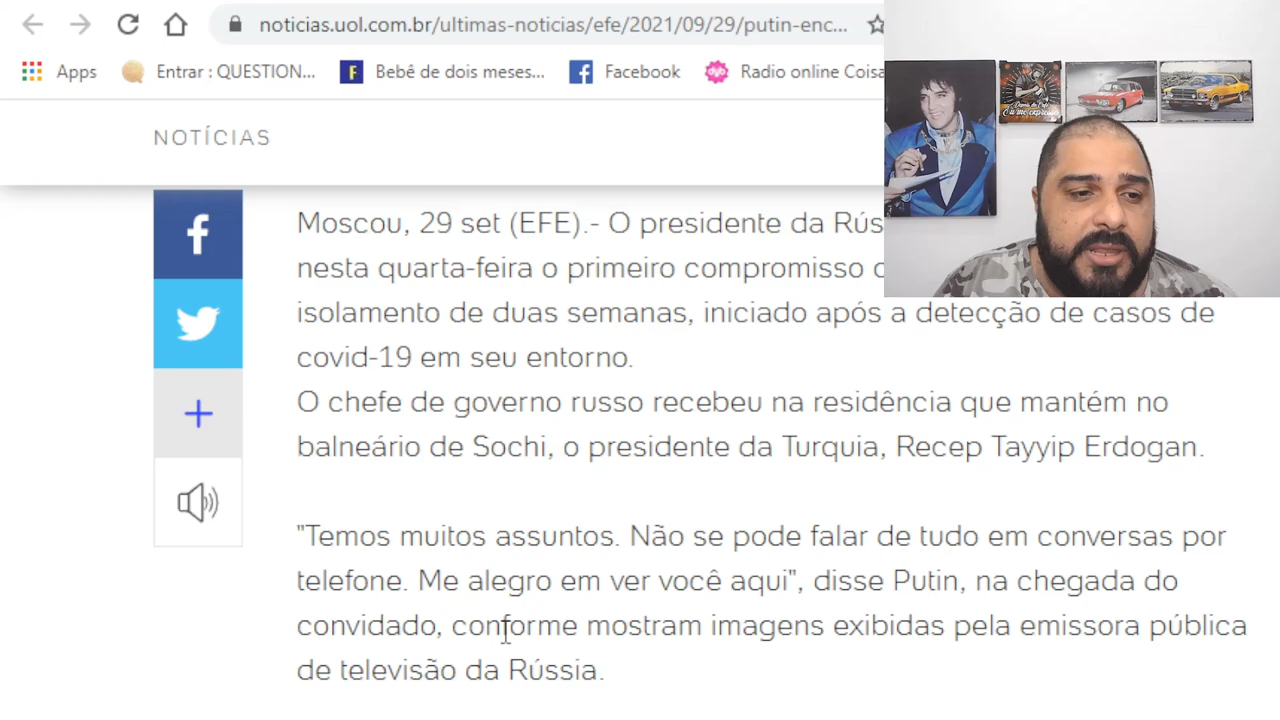 noticias.uol.com.br/ultimas-noticias/efe/2021/09/29/putin-enc...
Apps
Entrar : QUESTION...
Bebê de dois meses...
Facebook
Radio online Coisa
NOTÍCIAS
Moscou, 29 set (EFE).- O presidente da Rús
nesta quarta-feira o primeiro compromisso
isolamento de duas semanas, iniciado após a detecção de casos de
covid-19 em seu entorno.
O chefe de governo russo recebeu na residência que mantém no
balneário de Sochi, o presidente da Turquia, Recep Tayyip Erdogan.
"Temos muitos assuntos. Não se pode falar de tudo em conversas por
telefone. Me alegro em ver você aqui", disse Putin, na chegada do
convidado, conforme mostram imagens exibidas pela emissora pública
de televisão da Rússia.